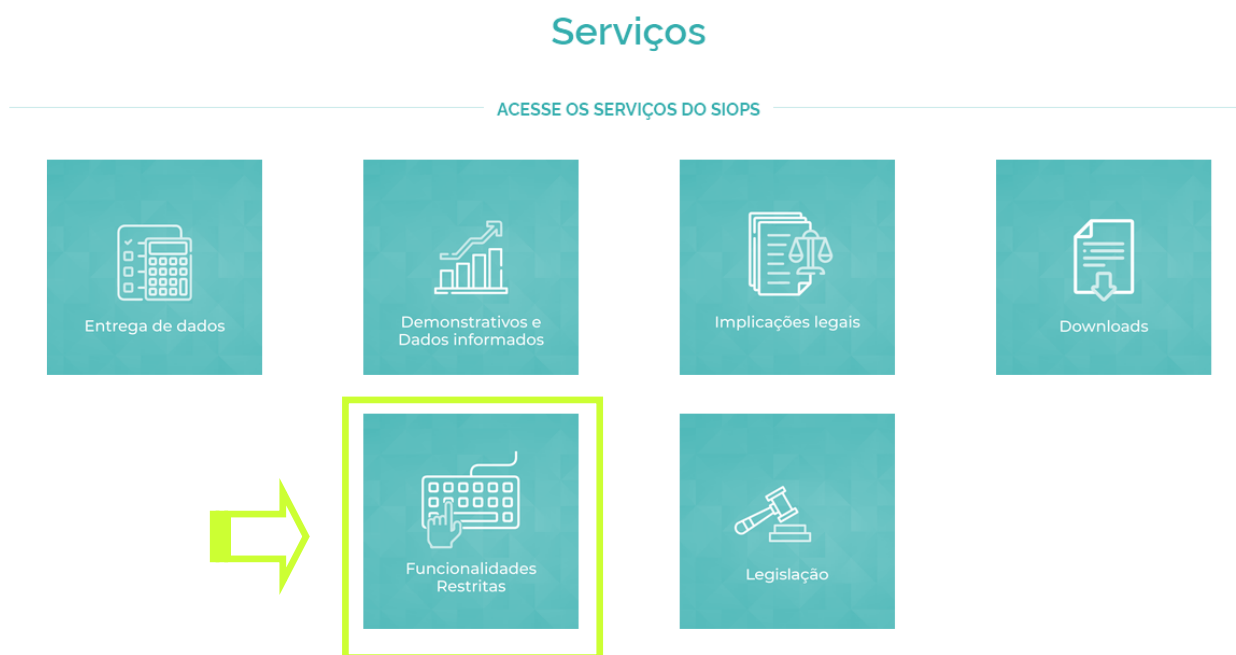 Serviços
ACESSE OS SERVIÇOS DO SIOPS
Entrega de dados
Demonstrativos e
Dados informados
Implicações legais
Downloads
Funcionalidades
Restritas
Legislação